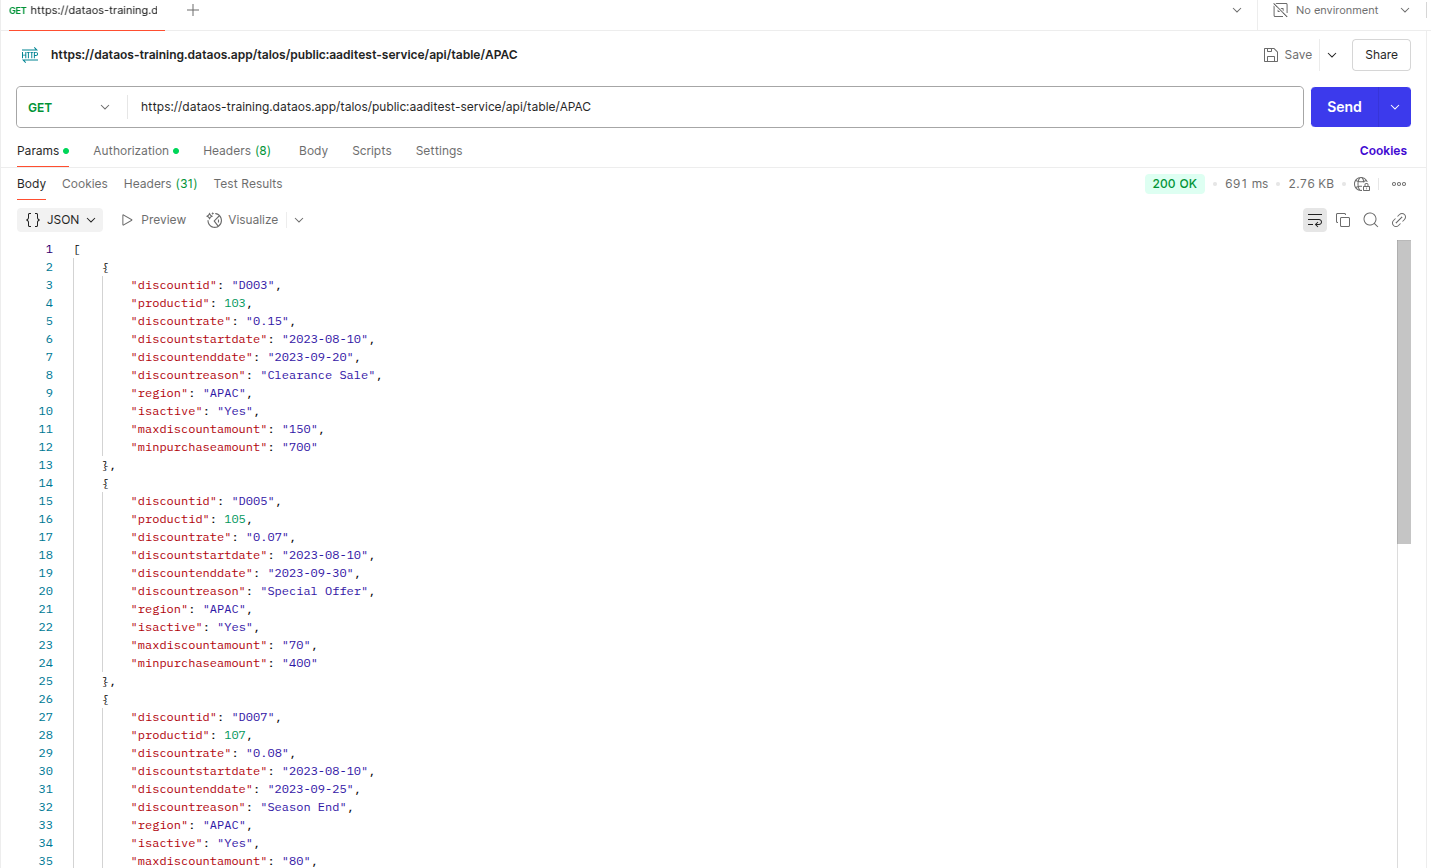 GET https://dataos-training.d
No environment
HTTP https://dataos-training.dataos.app/talos/public:aaditest-service/api/table/APAC
Save Share
GET https://dataos-training.dataos.app/talos/public:aaditest-service/api/table/APAC Send
Params Authorization Headers (8) Body Scripts Settings Cookies
Body Cookies Headers (31) Test Results 200 OK 691 ms 2.76 KB
{} JSON Preview Visualize
1 [
2 {
3 "discountid": "D003",
4 "productid": 103,
5 "discountrate": "0.15",
6 "discountstartdate": "2023-08-10",
7 "discountenddate": "2023-09-20",
8 "discountreason": "Clearance Sale",
9 "region": "APAC",
10 "isactive": "Yes",
11 "maxdiscountamount": "150",
12 "minpurchaseamount": "700"
13 },
14 {
15 "discountid": "D005",
16 "productid": 105,
17 "discountrate": "0.07",
18 "discountstartdate": "2023-08-10",
19 "discountenddate": "2023-09-30",
20 "discountreason": "Special Offer",
21 "region": "APAC",
22 "isactive": "Yes",
23 "maxdiscountamount": "70",
24 "minpurchaseamount": "400"
25 },
26 {
27 "discountid": "D007",
28 "productid": 107,
29 "discountrate": "0.08",
30 "discountstartdate": "2023-08-10",
31 "discountenddate": "2023-09-25",
32 "discountreason": "Season End",
33 "region": "APAC",
34 "isactive": "Yes",
35 "maxdiscountamount": "80",